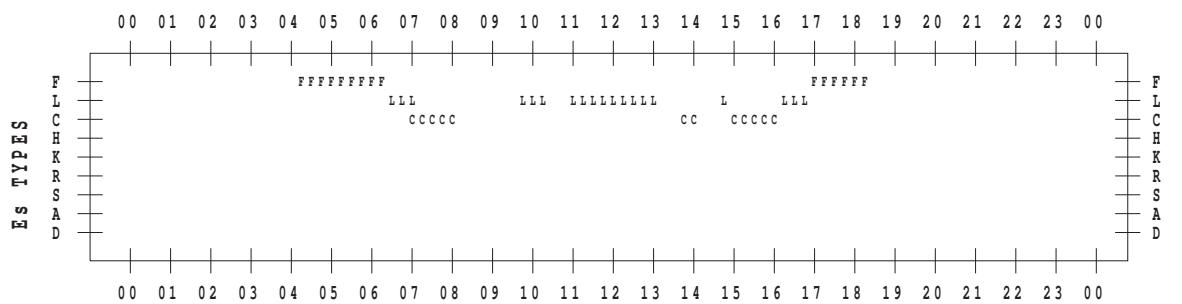 00 01 02 03 04 05 06 07 08 09 10 11 12 13 14 15 16 17 18 19 20 21 22 23 00
Es TYPES
F FFFFFFFFF FFFFFF F
L LLL LLL LLLLLLLLL L LLL L
C CCCCC CC CCCCC C
H H
K K
R R
S S
A A
D D
00 01 02 03 04 05 06 07 08 09 10 11 12 13 14 15 16 17 18 19 20 21 22 23 00